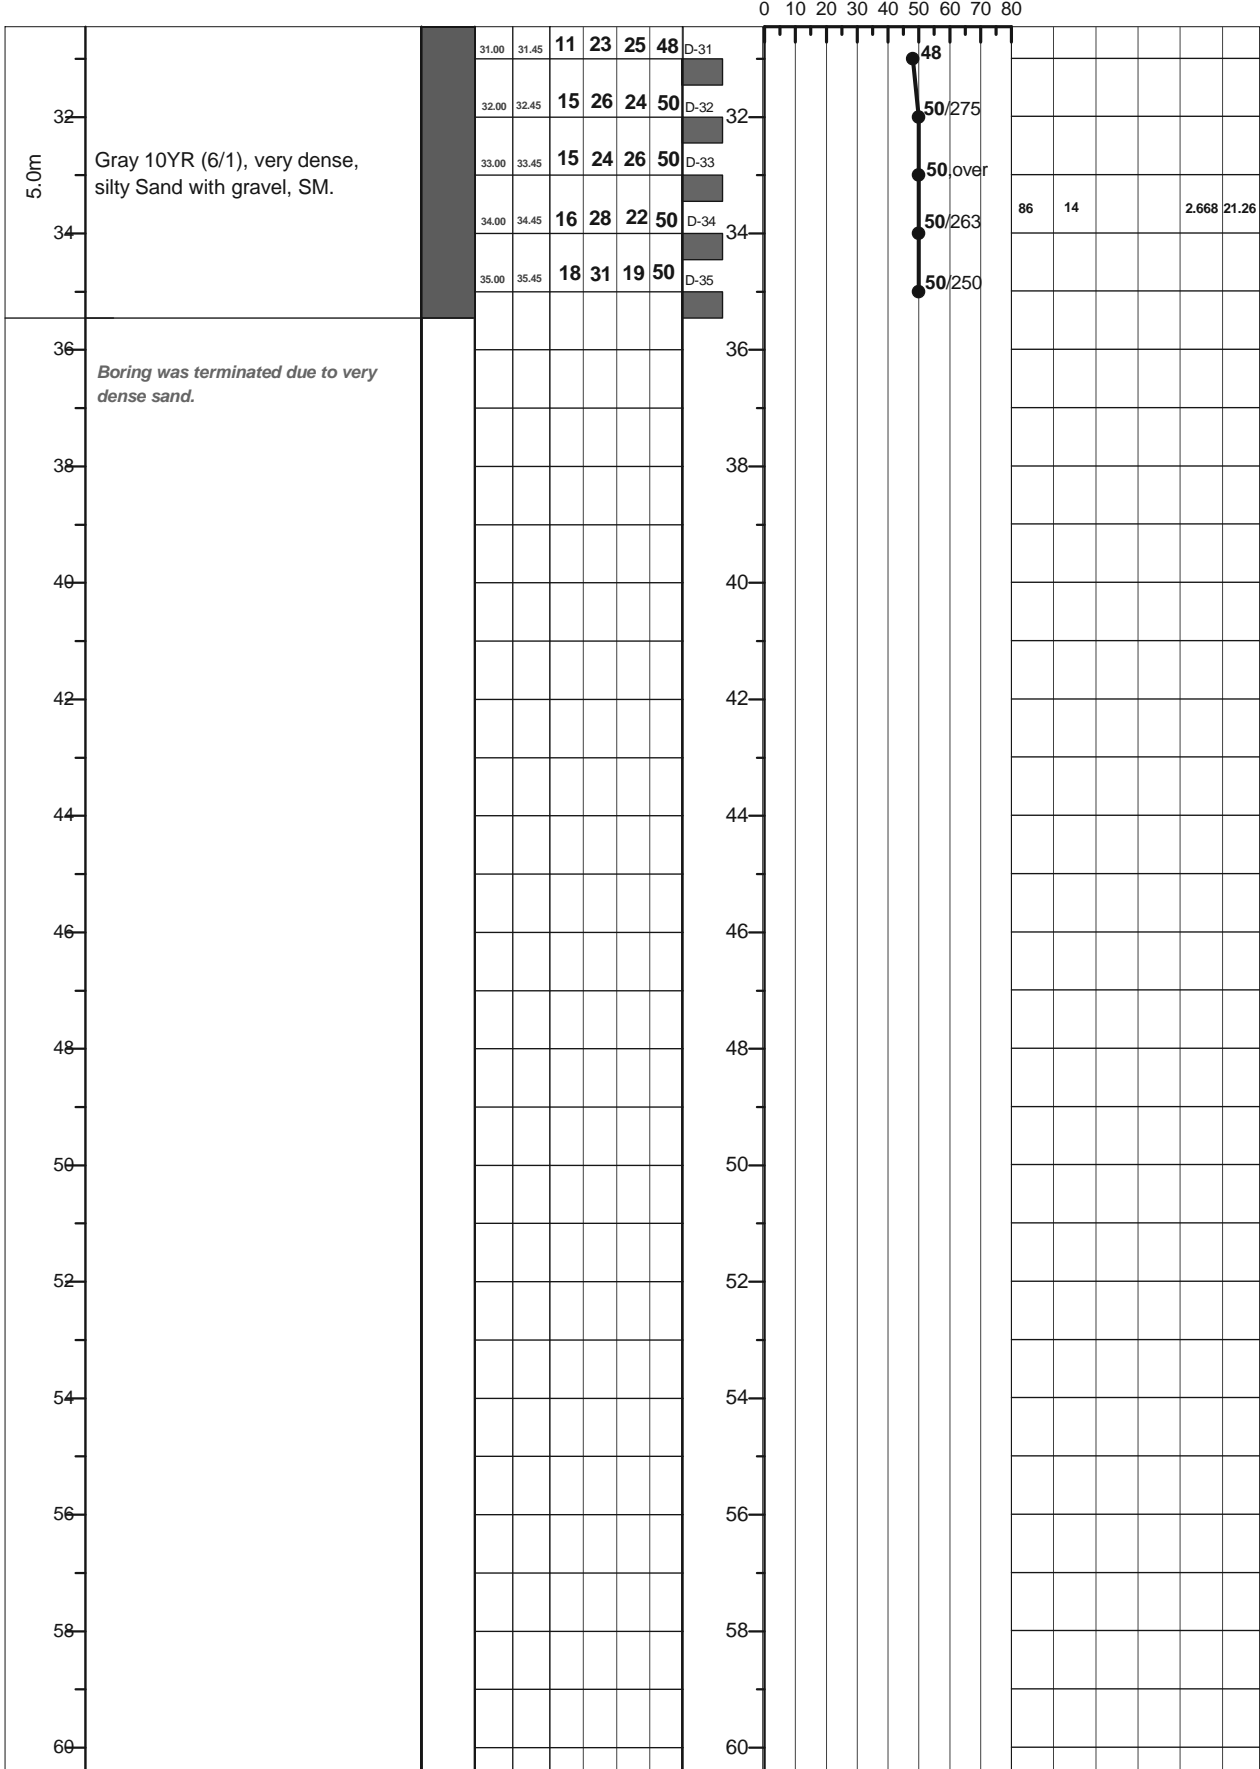 0 10 20 30 40 50 60 70 80
31.00 31.45 11 23 25 48 D-31
48
32.00 32.45 15 26 24 50 D-32
50/275
32
32
5.0m
Gray 10YR (6/1), very dense,
silty Sand with gravel, SM.
33.00 33.45 15 24 26 50 D-33
50,over
34.00 34.45 16 28 22 50 D-34
50/263
86 14 2.668 21.26
34
34
35.00 35.45 18 31 19 50 D-35
50/250
36
36
Boring was terminated due to very
dense sand.
38
38
40
40
42
42
44
44
46
46
48
48
50
50
52
52
54
54
56
56
58
58
60
60